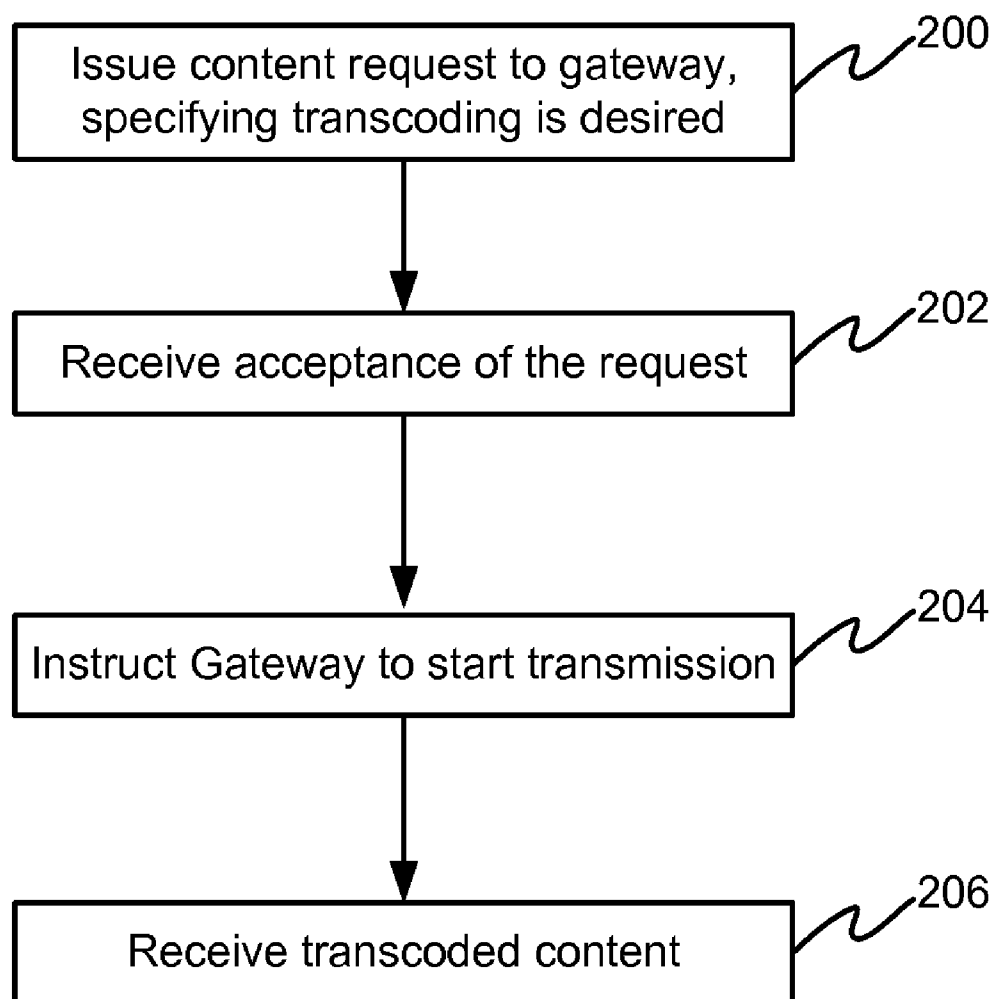 200
Issue content request to gateway,
specifying transcoding is desired
202
Receive acceptance of the request
204
Instruct Gateway to start transmission
206
Receive transcoded content